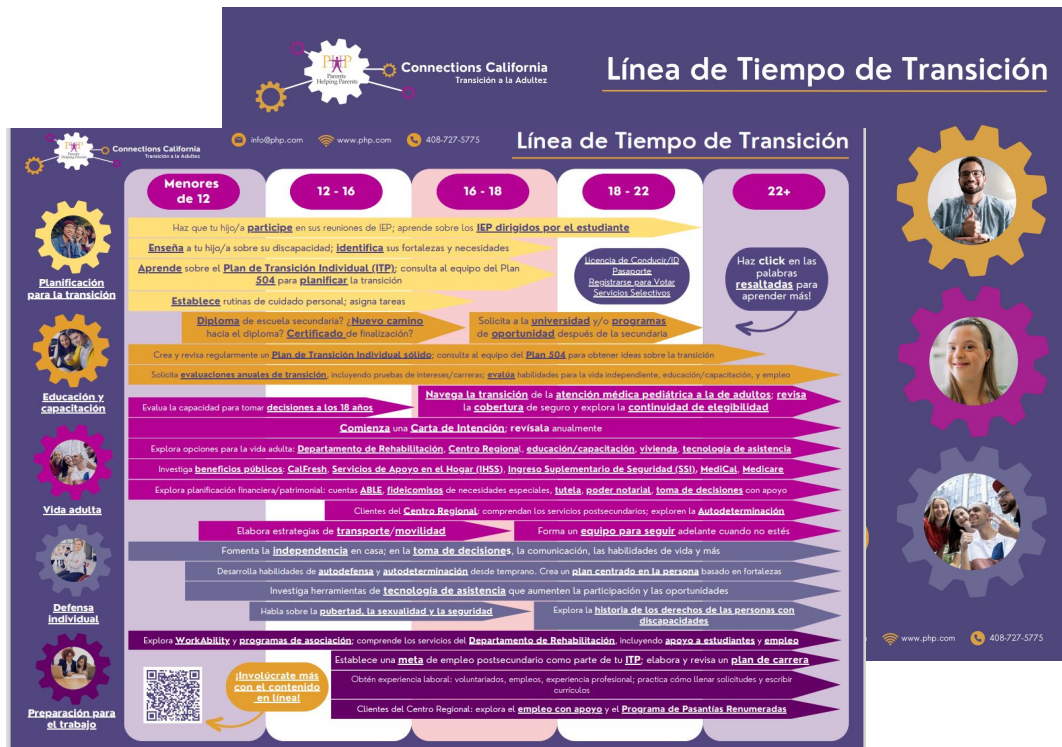 PHP
Parents
Helping Parents
Connections California
Transición a la Adultez
Línea de Tiempo de Transición
PHP
Parents
Helping Parents
Connections California
Transición a la Adultez
info@php.com
www.php.com
408-727-5775
Línea de Tiempo de Transición
Menores
de 12
12 - 16
16 - 18
18 - 22
22+
Planificación
para la transición
Haz que tu hijo/a participe en sus reuniones de IEP; aprende sobre los IEP dirigidos por el estudiante
Enseña a tu hijo/a sobre su discapacidad; identifica sus fortalezas y necesidades
Aprende sobre el Plan de Transición Individual (ITP); consulta al equipo del Plan
504 para planificar la transición
Establece rutinas de cuidado personal; asigna tareas
Licencia de Conducir/ID
Pasaporte
Registrarse para Votar
Servicios Selectivos
Haz click en las
palabras
resaltadas para
aprender más!
Educación y
capacitación
Diploma de escuela secundaria? ¿Nuevo camino
hacia el diploma? Certificado de finalización?
Solicita a la universidad y/o programas
de oportunidad después de la secundaria
Crea y revisa regularmente un Plan de Transición Individual sólido; consulta al equipo del Plan 504 para obtener ideas sobre la transición
Solicita evaluaciones anuales de transición, incluyendo pruebas de intereses/carreras; evalúa habilidades para la vida independiente, educación/capacitación, y empleo
Vida adulta
Evalua la capacidad para tomar decisiones a los 18 años
Navega la transición de la atención médica pediátrica a la de adultos; revisa
la cobertura de seguro y explora la continuidad de elegibilidad
Comienza una Carta de Intención; revísala anualmente
Explora opciones para la vida adulta: Departamento de Rehabilitación, Centro Regional, educación/capacitación, vivienda, tecnología de asistencia
Investiga beneficios públicos: CalFresh, Servicios de Apoyo en el Hogar (IHSS), Ingreso Suplementario de Seguridad (SSI), MediCal, Medicare
Explora planificación financiera/patrimonial: cuentas ABLE, fideicomisos de necesidades especiales, tutela, poder notarial, toma de decisiones con apoyo
Clientes del Centro Regional: comprendan los servicios postsecundarios; exploren la Autodeterminación
Elabora estrategias de transporte/movilidad
Forma un equipo para seguir adelante cuando no estés
Defensa
individual
Fomenta la independencia en casa; en la toma de decisiones, la comunicación, las habilidades de vida y más
Desarrolla habilidades de autodefensa y autodeterminación desde temprano. Crea un plan centrado en la persona basado en fortalezas
Investiga herramientas de tecnología de asistencia que aumenten la participación y las oportunidades
Habla sobre la pubertad, la sexualidad y la seguridad
Explora la historia de los derechos de las personas con
discapacidades
Preparación para
el trabajo
Explora WorkAbility y programas de asociación; comprende los servicios del Departamento de Rehabilitación, incluyendo apoyo a estudiantes y empleo
Establece una meta de empleo postsecundario como parte de tu ITP; elabora y revisa un plan de carrera
Obtén experiencia laboral: voluntariados, empleos, experiencia profesional; practica cómo llenar solicitudes y escribir
currículos
Clientes del Centro Regional: explora el empleo con apoyo y el Programa de Pasantías Renumeradas
¡Involúcrate más
con el contenido
en línea!
www.php.com
408-727-5775